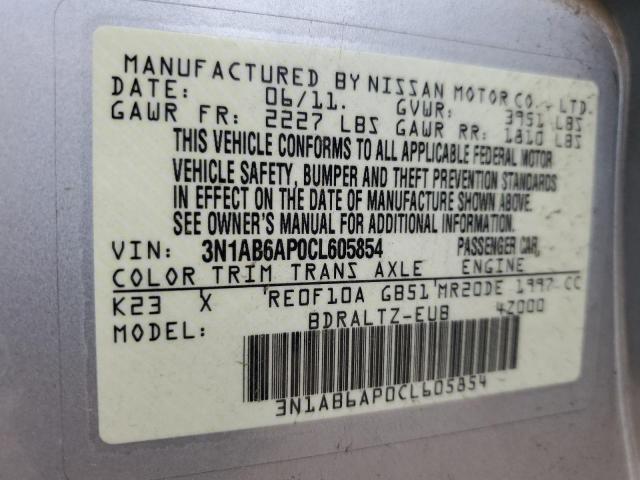 MANUFACTURED BY NISSAN MOTOR CO., LTD.
DATE: 06/11. GVWR: 3951 LBS
GAWR FR: 2227 LBS GAWR RR: 1810 LBS
THIS VEHICLE CONFORMS TO ALL APPLICABLE FEDERAL MOTOR
VEHICLE SAFETY, BUMPER AND THEFT PREVENTION STANDARDS
IN EFFECT ON THE DATE OF MANUFACTURE SHOWN ABOVE.
SEE OWNER'S MANUAL FOR ADDITIONAL INFORMATION.
VIN: 3N1AB6AP0CL605854 PASSENGER CAR,
COLOR TRIM TRANS AXLE ENGINE
K23 X RE0F10A GB51 MR20DE 1997 CC
MODEL: BDRALTZ-EUB 4Z000
3N1AB6AP0CL605854